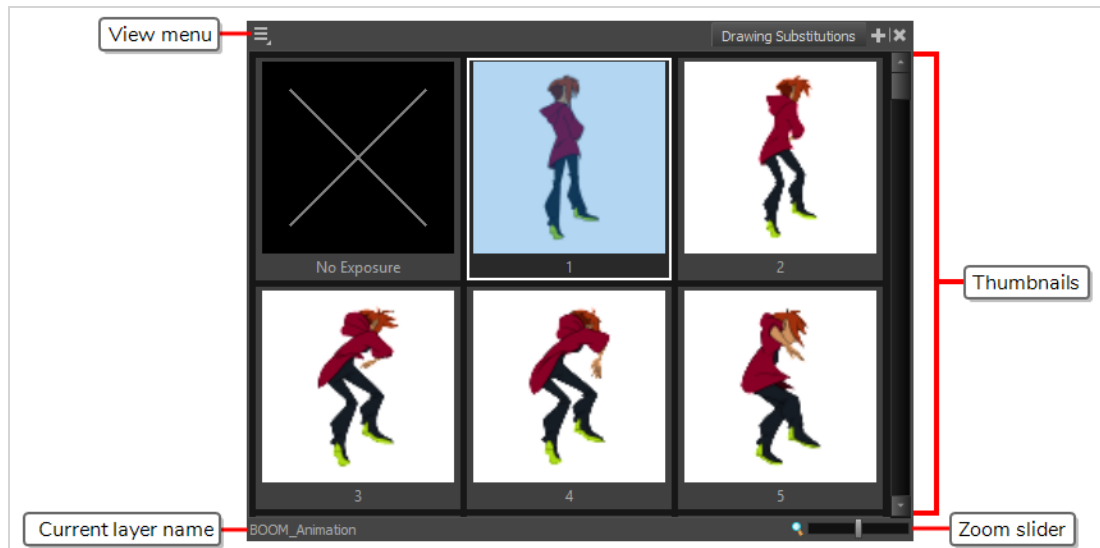 View menu
Drawing Substitutions
No Exposure
1
2
Thumbnails
3
4
5
Current layer name
BOOM_Animation
Zoom slider